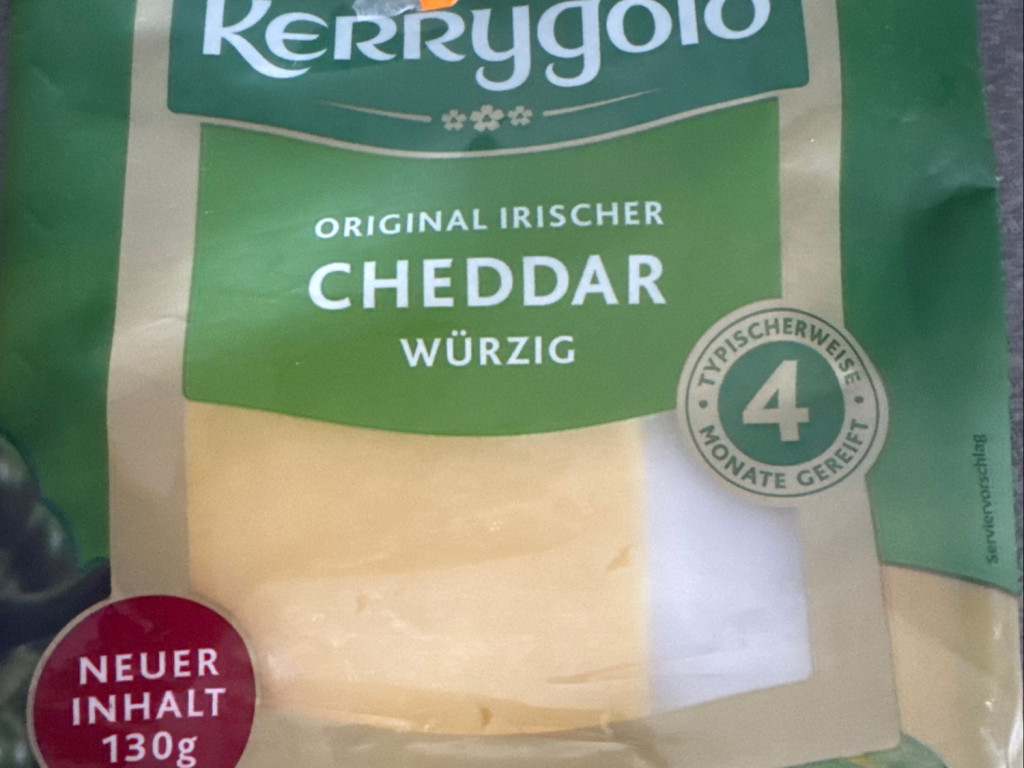 Kerrygold
ORIGINAL IRISCHER
CHEDDAR
WÜRZIG
TYPISCHERWEISE
4
MONATE GEREIFT
Serviervorschlag
NEUER
INHALT
130g